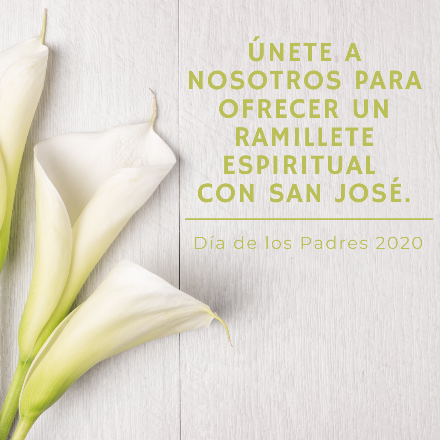 ÚNETE A
NOSOTROS PARA
OFRECER UN
RAMILLETE
ESPIRITUAL
CON SAN JOSÉ.
Día de los Padres 2020